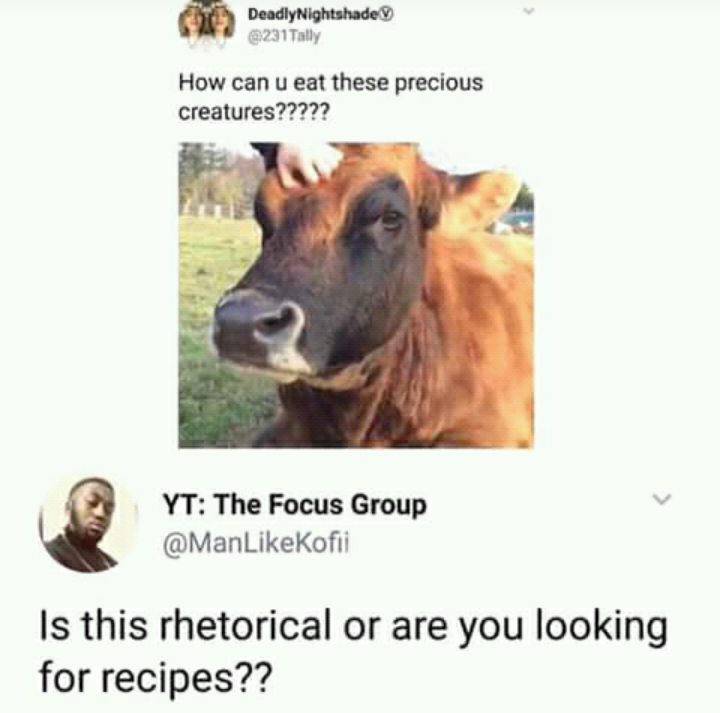 DeadlyNightshadeⓋ
@231Tally
How can u eat these precious
creatures?????
YT: The Focus Group
@ManLikeKofii
Is this rhetorical or are you looking
for recipes??